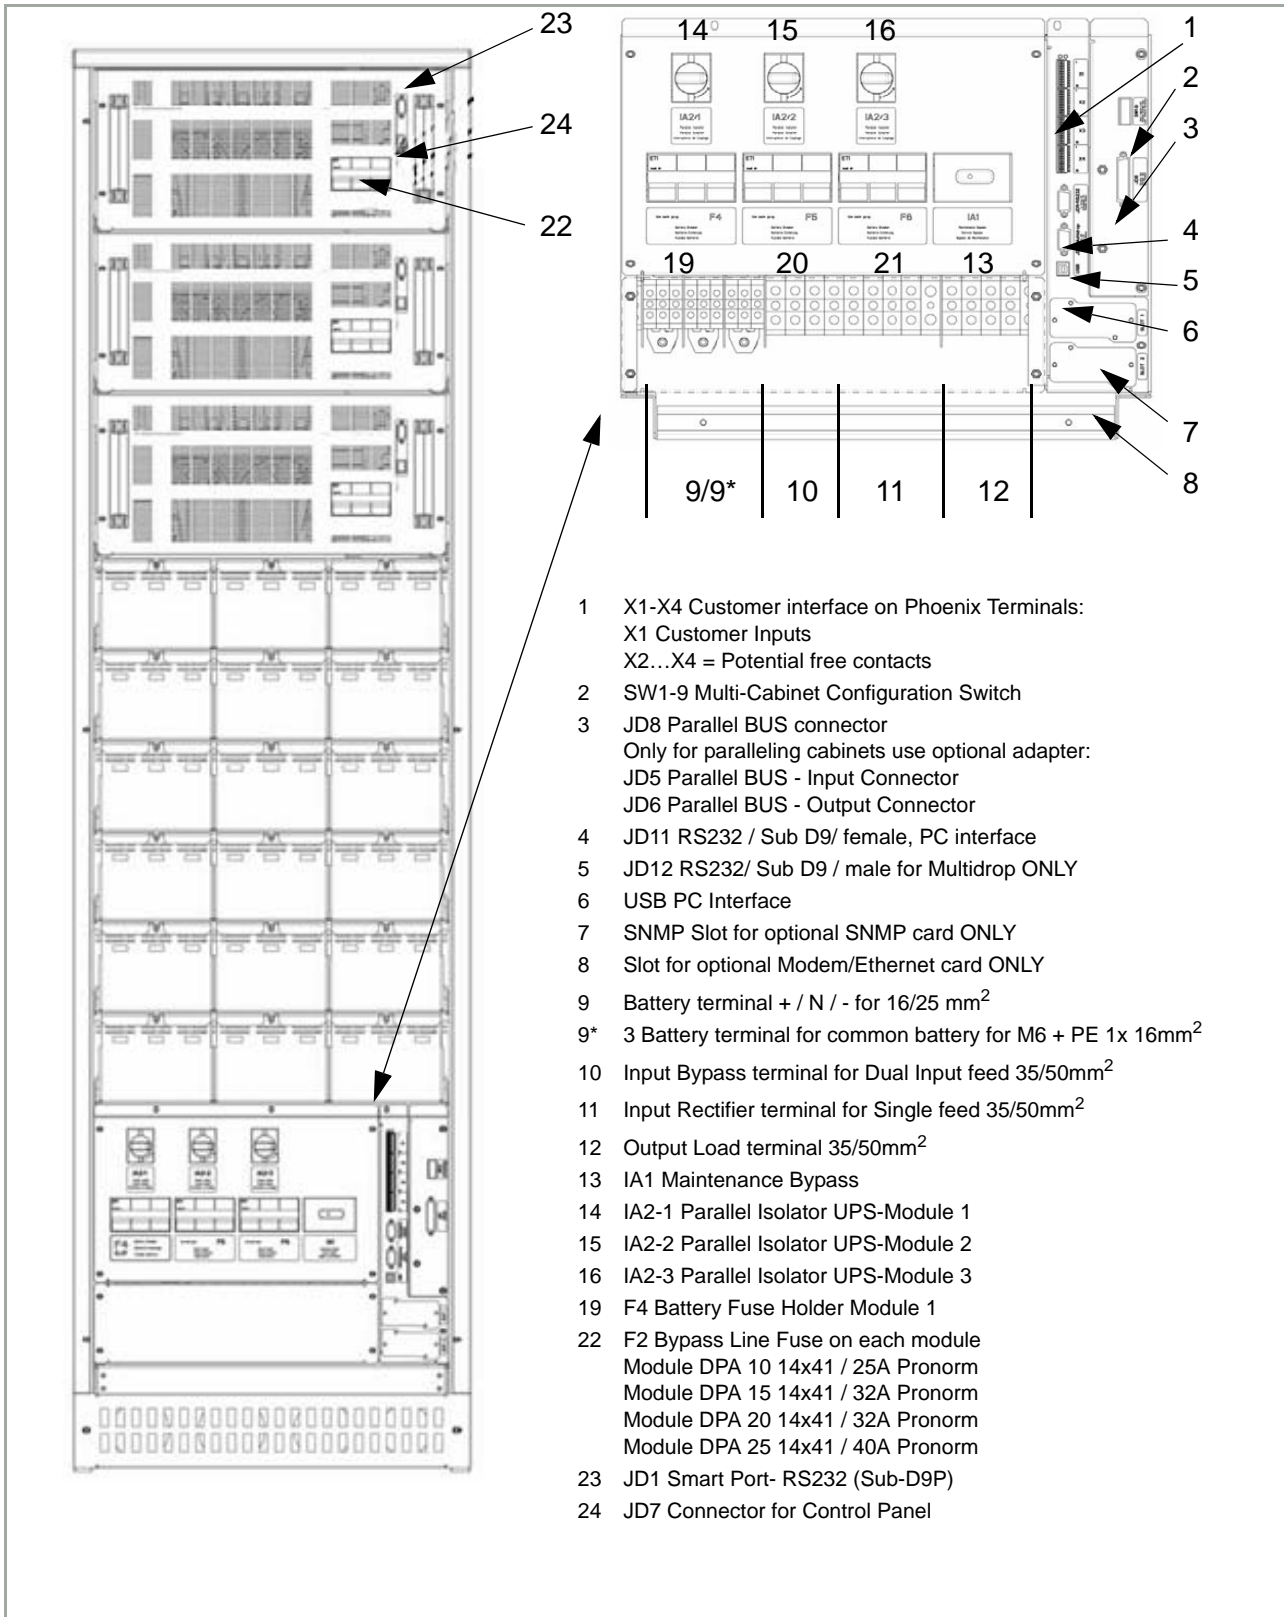 23
24
22
14 15 16
1
2
3
IA2/1 IA2/2 IA2/3
ETI ETI ETI
F4 F5 F6 IA1
4
19 20 21 13
5
6
SLOT 1
SLOT 2
7
8
9/9* 10 11 12
1 X1-X4 Customer interface on Phoenix Terminals:
X1 Customer Inputs
X2…X4 = Potential free contacts
2 SW1-9 Multi-Cabinet Configuration Switch
3 JD8 Parallel BUS connector
Only for paralleling cabinets use optional adapter:
JD5 Parallel BUS - Input Connector
JD6 Parallel BUS - Output Connector
4 JD11 RS232 / Sub D9/ female, PC interface
5 JD12 RS232/ Sub D9 / male for Multidrop ONLY
6 USB PC Interface
7 SNMP Slot for optional SNMP card ONLY
8 Slot for optional Modem/Ethernet card ONLY
9 Battery terminal + / N / - for 16/25 mm2
9* 3 Battery terminal for common battery for M6 + PE 1x 16mm2
10 Input Bypass terminal for Dual Input feed 35/50mm2
11 Input Rectifier terminal for Single feed 35/50mm2
12 Output Load terminal 35/50mm2
13 IA1 Maintenance Bypass
14 IA2-1 Parallel Isolator UPS-Module 1
15 IA2-2 Parallel Isolator UPS-Module 2
16 IA2-3 Parallel Isolator UPS-Module 3
19 F4 Battery Fuse Holder Module 1
22 F2 Bypass Line Fuse on each module
Module DPA 10 14x41 / 25A Pronorm
Module DPA 15 14x41 / 32A Pronorm
Module DPA 20 14x41 / 32A Pronorm
Module DPA 25 14x41 / 40A Pronorm
23 JD1 Smart Port- RS232 (Sub-D9P)
24 JD7 Connector for Control Panel